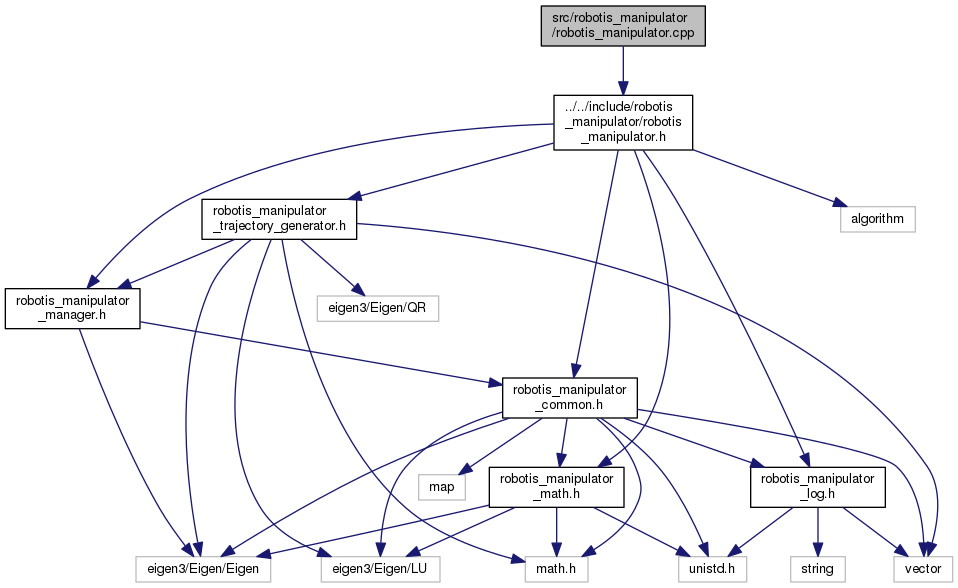 src/robotis_manipulator
/robotis_manipulator.cpp
../../include/robotis
_manipulator/robotis
_manipulator.h
robotis_manipulator
_trajectory_generator.h
algorithm
robotis_manipulator
_manager.h
eigen3/Eigen/QR
robotis_manipulator
_common.h
map
robotis_manipulator
_math.h
robotis_manipulator
_log.h
eigen3/Eigen/Eigen
eigen3/Eigen/LU
math.h
unistd.h
string
vector